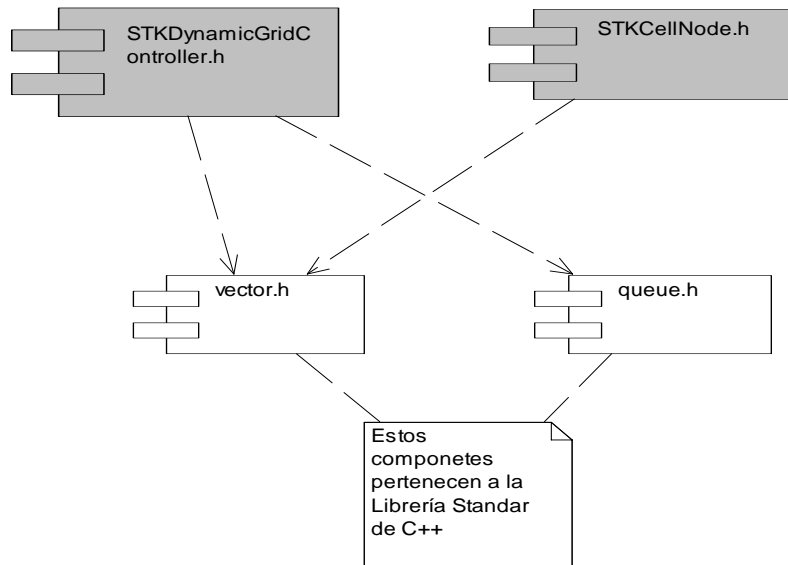 STKDynamicGridC
ontroller.h
STKCellNode.h
vector.h
queue.h
Estos
componetes
pertenecen a la
Librería Standar
de C++